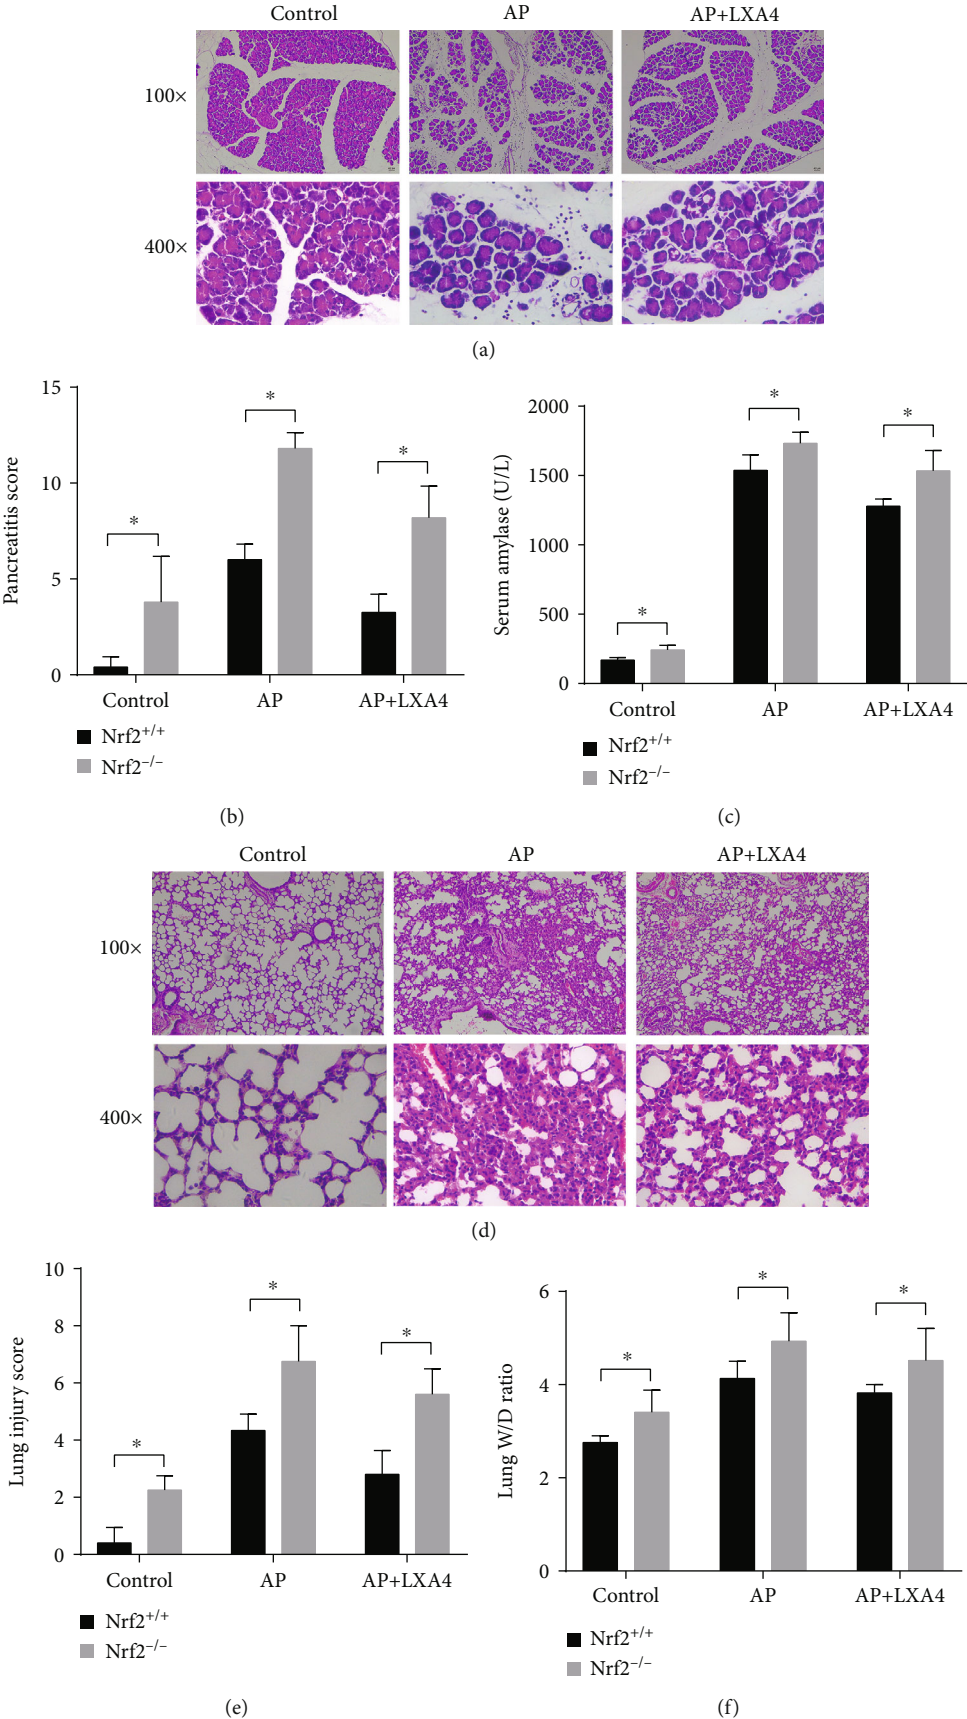 Control AP AP+LXA4
100×
400×
(a)
15
10
5
0
Pancreatitis score
* * *
Control AP AP+LXA4
Nrf2+/+
Nrf2−/−
(b)
2000
1500
1000
500
0
Serum amylase (U/L)
* * *
Control AP AP+LXA4
Nrf2+/+
Nrf2−/−
(c)
Control AP AP+LXA4
100×
400×
(d)
10
8
6
4
2
0
Lung injury score
* * *
Control AP AP+LXA4
Nrf2+/+
Nrf2−/−
(e)
6
4
2
0
Lung W/D ratio
* * *
Control AP AP+LXA4
Nrf2+/+
Nrf2−/−
(f)